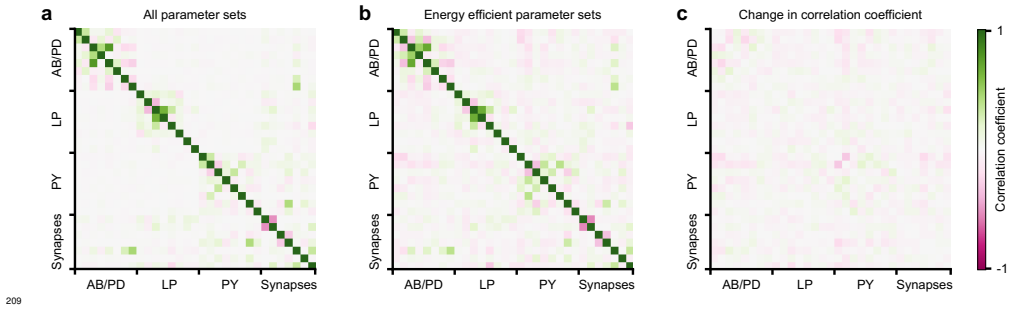 a
All parameter sets
AB/PD
LP
PY
Synapses
AB/PD
LP
PY
Synapses
b
Energy efficient parameter sets
AB/PD
LP
PY
Synapses
AB/PD
LP
PY
Synapses
c
Change in correlation coefficient
AB/PD
LP
PY
Synapses
AB/PD
LP
PY
Synapses
1
Correlation coefficient
-1
209